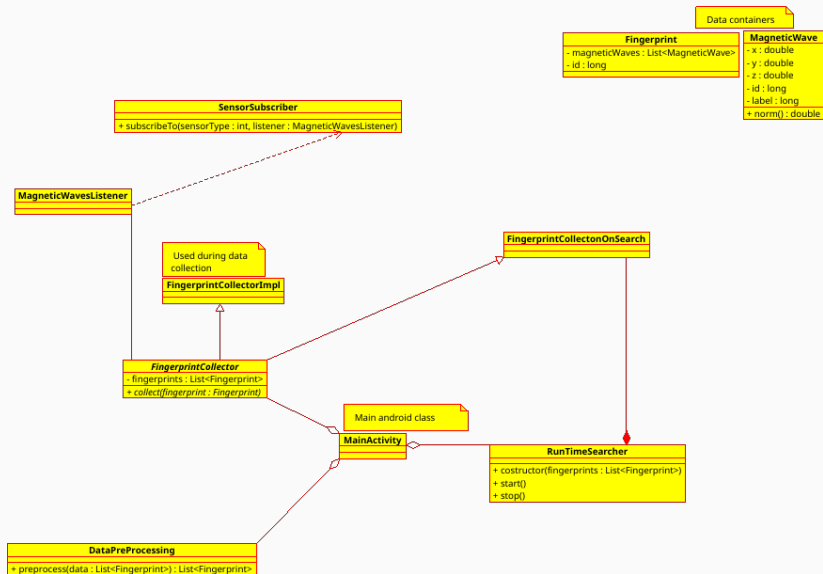 Data containers
Fingerprint
- magneticWaves : List<MagneticWave>
- id : long
MagneticWave
- x : double
- y : double
- z : double
- id : long
- label : long
+ norm() : double
SensorSubscriber
+ subscribeTo(sensorType : int, listener : MagneticWavesListener)
MagneticWavesListener
Used during data
collection
FingerprintCollectorImpl
FingerprintCollectonOnSearch
FingerprintCollector
- fingerprints : List<Fingerprint>
+ collect(fingerprint : Fingerprint)
Main android class
MainActivity
RunTimeSearcher
+ costructor(fingerprints : List<Fingerprint>)
+ start()
+ stop()
DataPreProcessing
+ preprocess(data : List<Fingerprint>) : List<Fingerprint>